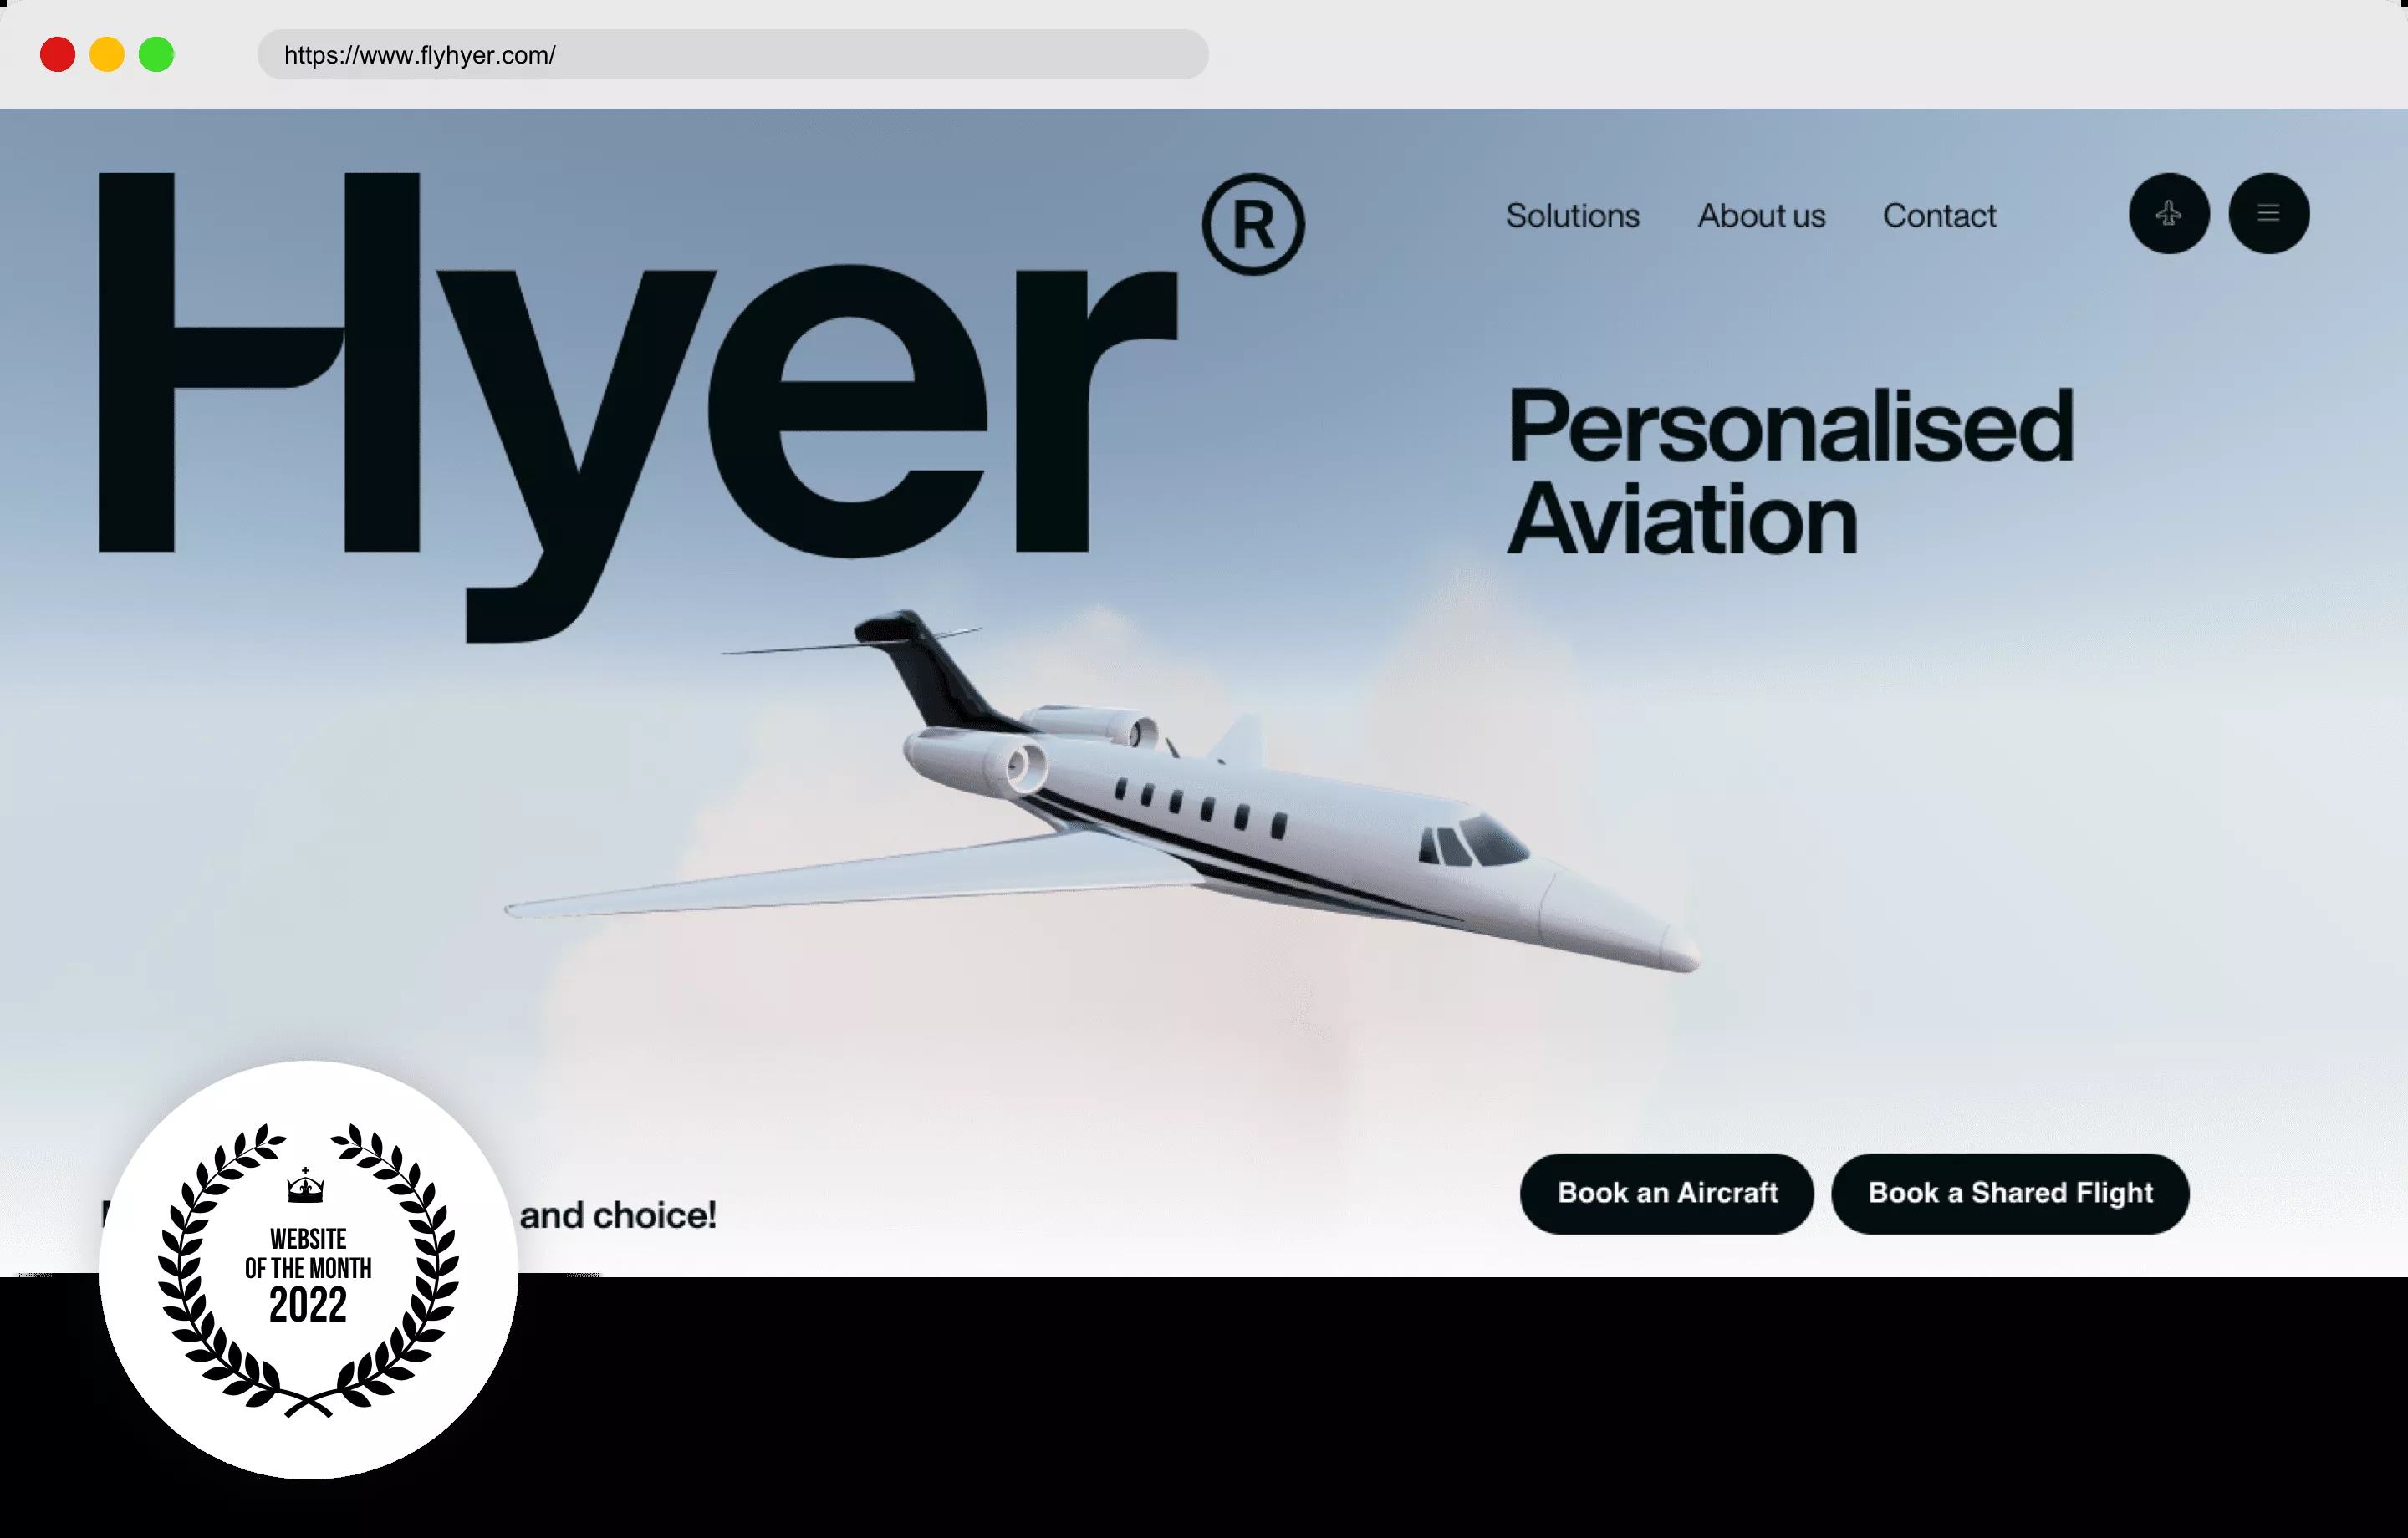 https://www.flyhyer.com/
Hyer®
Solutions About us Contact
Personalised
Aviation
and choice!
Book an Aircraft Book a Shared Flight
WEBSITE
OF THE MONTH
2022